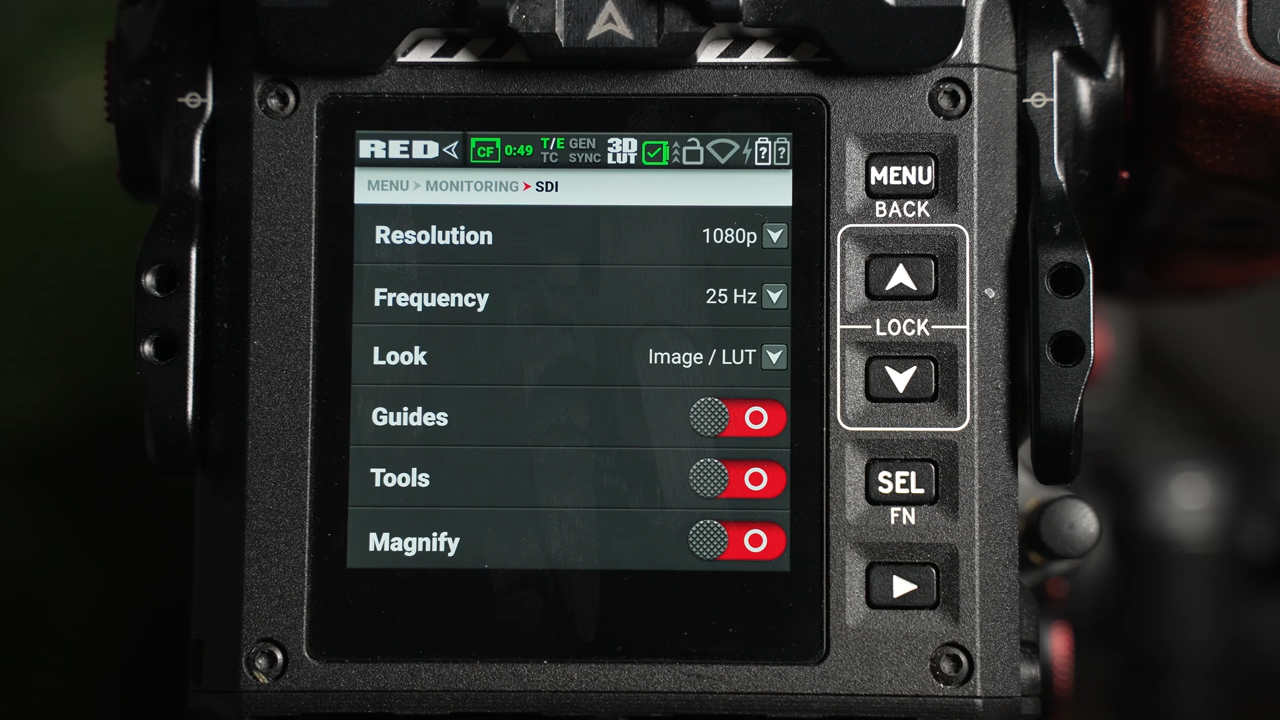 RED CF 0:49 T/E GEN 3D
TC SYNC LUT ? ?
MENU > MONITORING > SDI
Resolution 1080p
Frequency 25 Hz
Look Image / LUT
Guides
Tools
Magnify
MENU
BACK
LOCK
SEL
FN